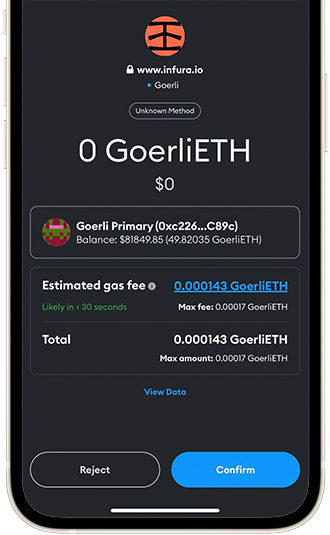 www.infura.io
Goerli
Unknown Method
0 GoerliETH
$0
Goerli Primary (0xc226...C89c)
Balance: $81849.85 (49.82035 GoerliETH)
Estimated gas fee 0.000143 GoerliETH
Likely in < 30 seconds Max fee: 0.00017 GoerliETH
Total 0.000143 GoerliETH
Max amount: 0.00017 GoerliETH
View Data
Reject Confirm